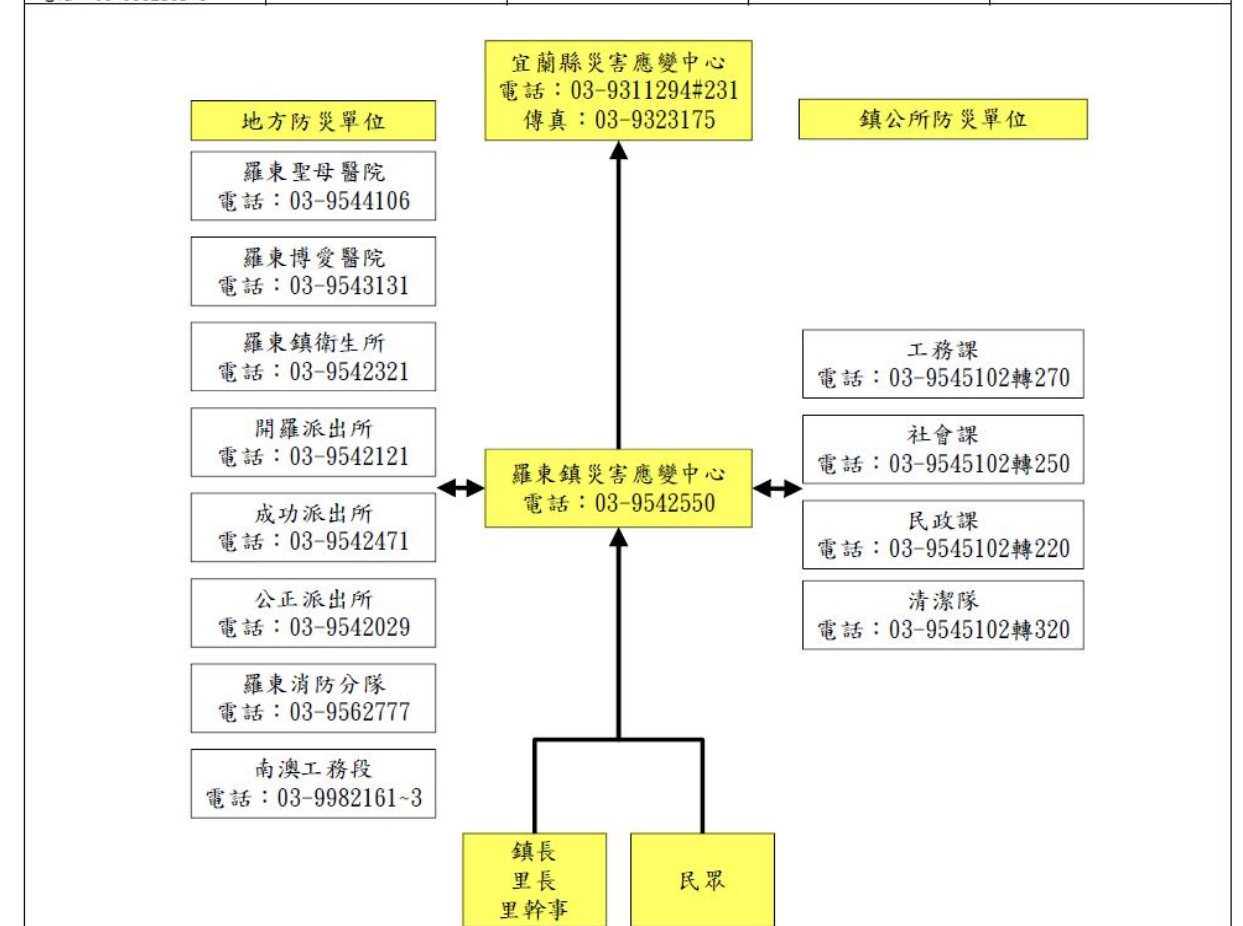 宜蘭縣災害應變中心
電話：03-9311294#231
傳真：03-9323175
地方防災單位
羅東聖母醫院
電話：03-9544106
羅東博愛醫院
電話：03-9543131
羅東鎮衛生所
電話：03-9542321
開羅派出所
電話：03-9542121
成功派出所
電話：03-9542471
公正派出所
電話：03-9542029
羅東消防分隊
電話：03-9562777
南澳工務段
電話：03-9982161~3
羅東鎮災害應變中心
電話：03-9542550
鎮公所防災單位
工務課
電話：03-9545102轉270
社會課
電話：03-9545102轉250
民政課
電話：03-9545102轉220
清潔隊
電話：03-9545102轉320
鎮長
里長
里幹事
民眾